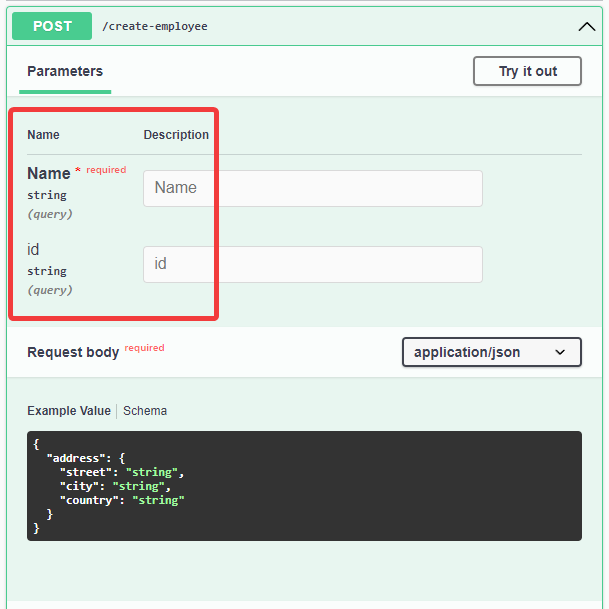 POST /create-employee
Parameters Try it out
Name Description
Name * required Name
string
(query)
id id
string
(query)
Request body required application/json
Example Value Schema
{
  "address": {
    "street": "string",
    "city": "string",
    "country": "string"
  }
}